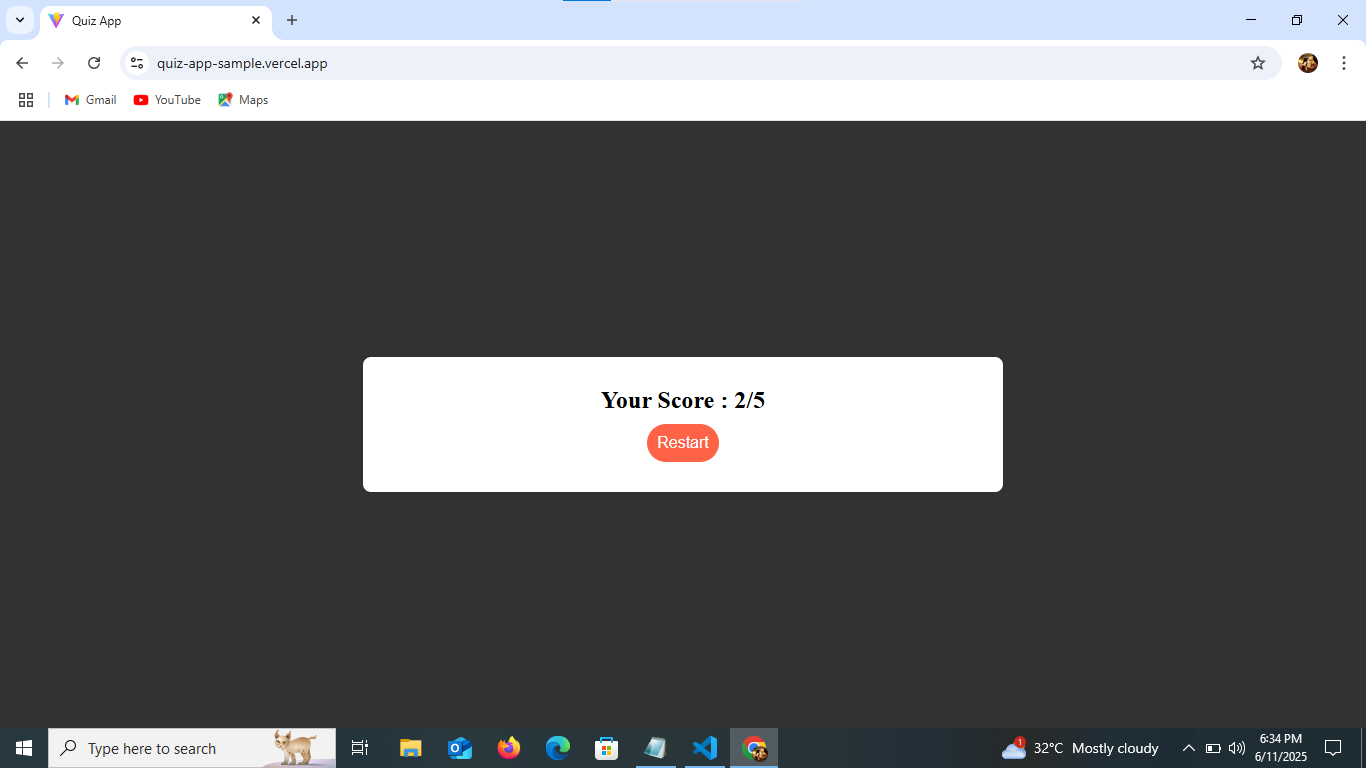 Quiz App
quiz-app-sample.vercel.app
Gmail YouTube Maps
Your Score : 2/5
Restart
Type here to search
1
32°C Mostly cloudy
6:34 PM
6/11/2025